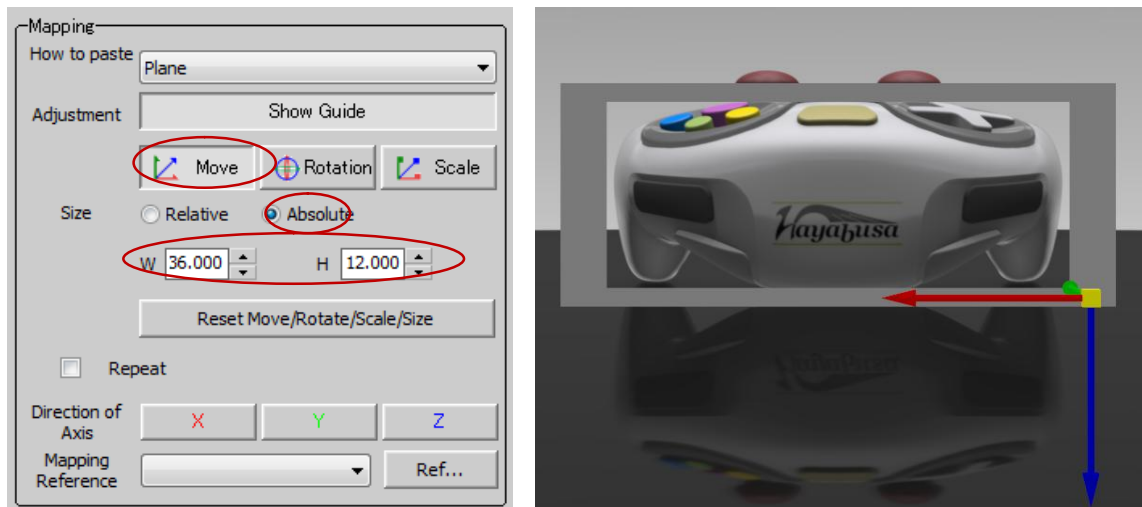 Mapping
How to paste
Plane
Adjustment
Show Guide
Move
Rotation
Scale
Size
Relative
Absolute
W 36.000
H 12.000
Reset Move/Rotate/Scale/Size
Repeat
Direction of
Axis
X
Y
Z
Mapping
Reference
Ref...
Hayabusa